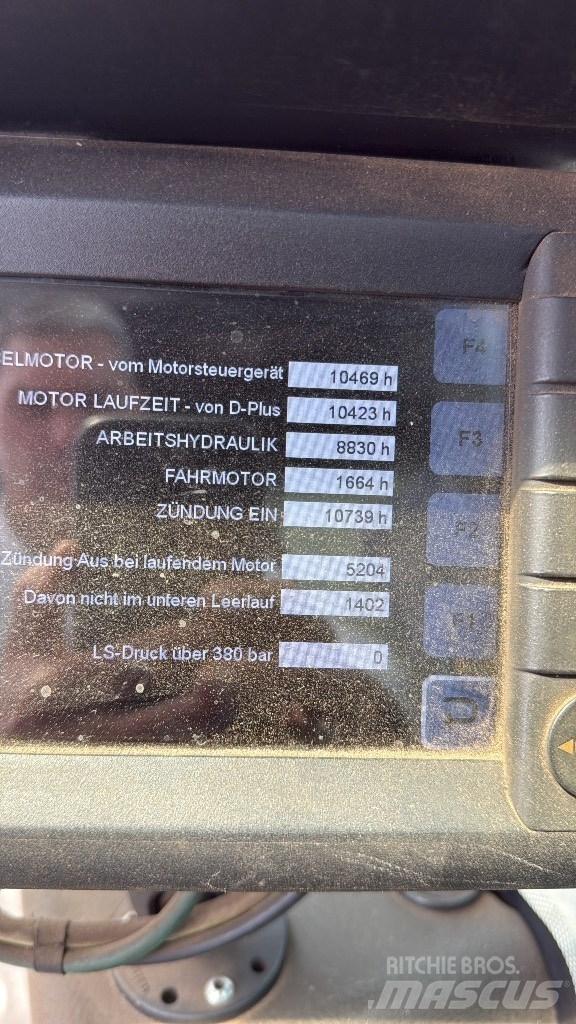 ELMOTOR - vom Motorsteuergerät 10469 h
MOTOR LAUFZEIT - von D-Plus 10423 h
ARBEITSHYDRAULIK 8830 h
FAHRMOTOR 1664 h
ZÜNDUNG EIN 10739 h
Zündung Aus bei laufendem Motor 5204
Davon nicht im unteren Leerlauf 1402
LS-Druck über 380 bar 0
F4
F3
F2
F1
RITCHIE BROS.
MASCUS